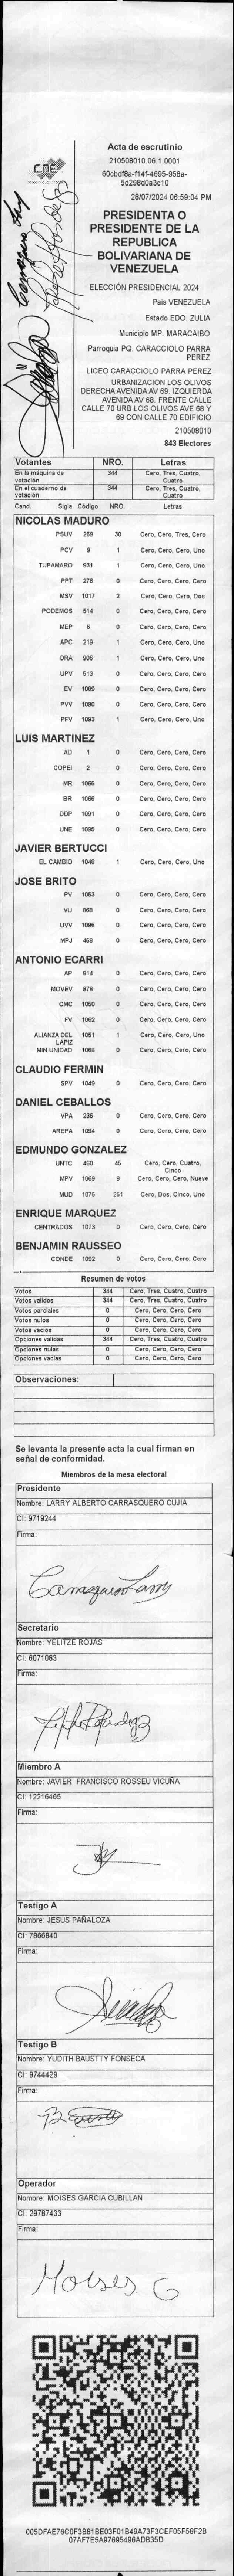 CNE
Acta de escrutinio
210508010.06.1.0001
60cbdf8a-f14f-4695-958a-
5d298d0a3c10
28/07/2024 06:59:04 PM
PRESIDENTA O
PRESIDENTE DE LA
REPUBLICA
BOLIVARIANA DE
VENEZUELA
ELECCIÓN PRESIDENCIAL 2024
Pais VENEZUELA
Estado EDO. ZULIA
Municipio MP. MARACAIBO
Parroquia PQ. CARACCIOLO PARRA
PEREZ
LICEO CARACCIOLO PARRA PEREZ
URBANIZACION LOS OLIVOS
DERECHA AVENIDA AV 69. IZQUIERDA
AVENIDA AV 68. FRENTE CALLE
CALLE 70 URB LOS OLIVOS AVE 68 Y
69 CON CALLE 70 EDIFICIO
210508010
843 Electores
Votantes NRO. Letras
En la máquina de votación 344 Cero, Tres, Cuatro, Cuatro
En el cuaderno de votación 344 Cero, Tres, Cuatro, Cuatro
Cand. Sigla Código NRO. Letras
NICOLAS MADURO
PSUV 269 30 Cero, Cero, Tres, Cero
PCV 9 1 Cero, Cero, Cero, Uno
TUPAMARO 931 1 Cero, Cero, Cero, Uno
PPT 276 0 Cero, Cero, Cero, Cero
MSV 1017 2 Cero, Cero, Cero, Dos
PODEMOS 514 0 Cero, Cero, Cero, Cero
MEP 6 0 Cero, Cero, Cero, Cero
APC 219 1 Cero, Cero, Cero, Uno
ORA 906 1 Cero, Cero, Cero, Uno
UPV 513 0 Cero, Cero, Cero, Cero
EV 1089 0 Cero, Cero, Cero, Cero
PVV 1090 0 Cero, Cero, Cero, Cero
PFV 1093 1 Cero, Cero, Cero, Uno
LUIS MARTINEZ
AD 1 0 Cero, Cero, Cero, Cero
COPEI 2 0 Cero, Cero, Cero, Cero
MR 1065 0 Cero, Cero, Cero, Cero
BR 1066 0 Cero, Cero, Cero, Cero
DDP 1091 0 Cero, Cero, Cero, Cero
UNE 1095 0 Cero, Cero, Cero, Cero
JAVIER BERTUCCI
EL CAMBIO 1048 1 Cero, Cero, Cero, Uno
JOSE BRITO
PV 1053 0 Cero, Cero, Cero, Cero
VU 868 0 Cero, Cero, Cero, Cero
UVV 1096 0 Cero, Cero, Cero, Cero
MPJ 458 0 Cero, Cero, Cero, Cero
ANTONIO ECARRI
AP 814 0 Cero, Cero, Cero, Cero
MOVEV 878 0 Cero, Cero, Cero, Cero
CMC 1050 0 Cero, Cero, Cero, Cero
FV 1062 0 Cero, Cero, Cero, Cero
ALIANZA DEL LAPIZ 1051 1 Cero, Cero, Cero, Uno
MIN UNIDAD 1068 0 Cero, Cero, Cero, Cero
CLAUDIO FERMIN
SPV 1049 0 Cero, Cero, Cero, Cero
DANIEL CEBALLOS
VPA 236 0 Cero, Cero, Cero, Cero
AREPA 1094 0 Cero, Cero, Cero, Cero
EDMUNDO GONZALEZ
UNTC 460 45 Cero, Cero, Cuatro, Cinco
MPV 1069 9 Cero, Cero, Cero, Nueve
MUD 1076 251 Cero, Dos, Cinco, Uno
ENRIQUE MARQUEZ
CENTRADOS 1073 0 Cero, Cero, Cero, Cero
BENJAMIN RAUSSEO
CONDE 1092 0 Cero, Cero, Cero, Cero
Resumen de votos
Votos 344 Cero, Tres, Cuatro, Cuatro
Votos validos 344 Cero, Tres, Cuatro, Cuatro
Votos parciales 0 Cero, Cero, Cero, Cero
Votos nulos 0 Cero, Cero, Cero, Cero
Votos vacios 0 Cero, Cero, Cero, Cero
Opciones validas 344 Cero, Tres, Cuatro, Cuatro
Opciones nulas 0 Cero, Cero, Cero, Cero
Opciones vacias 0 Cero, Cero, Cero, Cero
Observaciones:
Se levanta la presente acta la cual firman en
señal de conformidad.
Miembros de la mesa electoral
Presidente
Nombre: LARRY ALBERTO CARRASQUERO CUJIA
CI: 9719244
Firma:
Secretario
Nombre: YELITZE ROJAS
CI: 6071093
Firma:
Miembro A
Nombre: JAVIER FRANCISCO ROSSEU VICUÑA
CI: 12216465
Firma:
Testigo A
Nombre: JESUS PAÑALOZA
CI: 7866840
Firma:
Testigo B
Nombre: YUDITH BAUSTTY FONSECA
CI: 9744429
Firma:
Operador
Nombre: MOISES GARCIA CUBILLAN
CI: 29787433
Firma:
Moises G
005DFAE76C0F3B81BE03F01B49A73F3CEF05F58F2B
07AF7E5A97695496ADB35D